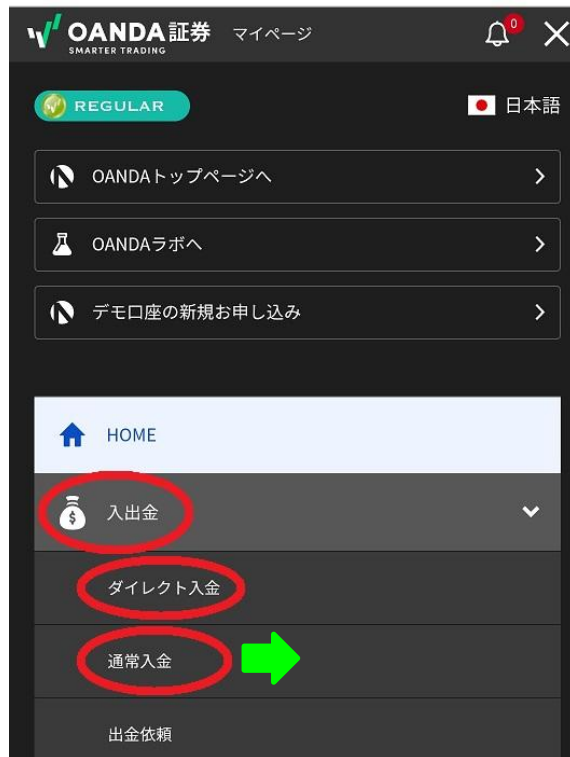 OANDA証券 マイページ
SMARTER TRADING
0
REGULAR
日本語
OANDAトップページへ
OANDAラボへ
デモ口座の新規お申し込み
HOME
入出金
ダイレクト入金
通常入金
出金依頼